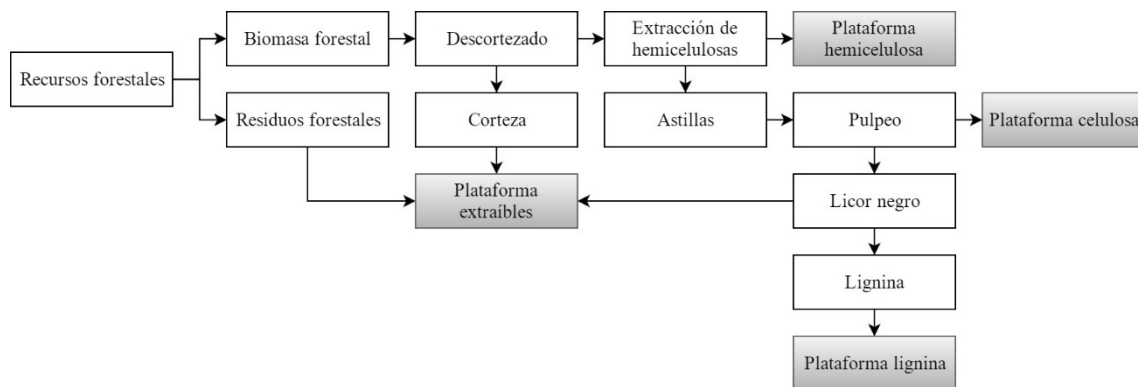 Biomasa forestal
Descortezado
Extracción de
hemicelulosas
Plataforma
hemicelulosa
Recursos forestales
Residuos forestales
Corteza
Astillas
Pulpeo
Plataforma celulosa
Plataforma
extraíbles
Licor negro
Lignina
Plataforma lignina